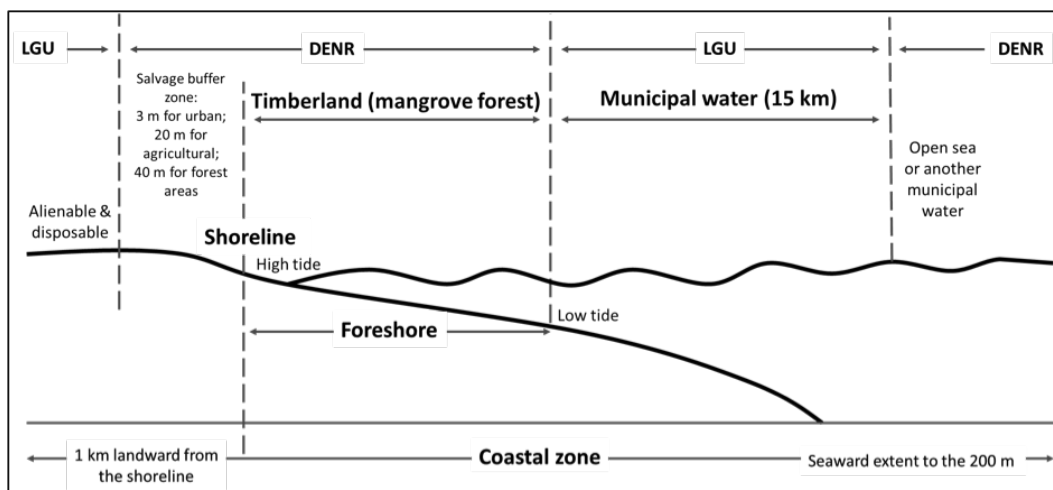 LGU
DENR
LGU
DENR
Salvage buffer
zone:
3 m for urban;
20 m for
agricultural;
40 m for forest
areas
Timberland (mangrove forest)
Municipal water (15 km)
Open sea
or another
municipal
water
Alienable &
disposable
Shoreline
High tide
Low tide
Foreshore
1 km landward from
the shoreline
Coastal zone
Seaward extent to the 200 m